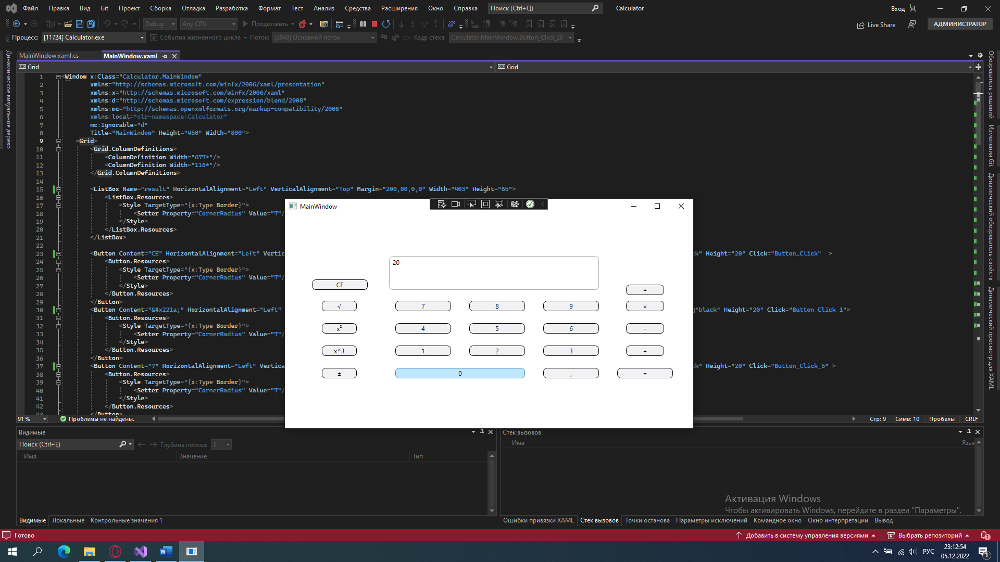 Файл Правка Вид Git Проект Сборка Отладка Разработка Формат Тест Анализ Средства Расширения Окно Справка Поиск (Ctrl+Q) Calculator Вход
Debug Any CPU Продолжить Live Share АДМИНИСТРАТОР
Процесс: [11724] Calculator.exe События жизненного цикла Поток: [3048] Основной поток Кадр стека: Calculator.MainWindow.Button_Click_20
MainWindow.xaml.cs MainWindow.xaml
Grid Grid
Динамическое визуальное дерево
Обозреватель решений
Изменения Git
Динамический обозреватель свойств
Динамический просмотр для XAML
1 <Window x:Class="Calculator.MainWindow"
2 xmlns="http://schemas.microsoft.com/winfx/2006/xaml/presentation"
3 xmlns:x="http://schemas.microsoft.com/winfx/2006/xaml"
4 xmlns:d="http://schemas.microsoft.com/expression/blend/2008"
5 xmlns:mc="http://schemas.openxmlformats.org/markup-compatibility/2006"
6 xmlns:local="clr-namespace:Calculator"
7 mc:Ignorable="d"
8 Title="MainWindow" Height="450" Width="800">
9 <Grid>
10 <Grid.ColumnDefinitions>
11 <ColumnDefinition Width="677*"/>
12 <ColumnDefinition Width="116*"/>
13 </Grid.ColumnDefinitions>
14
15 <ListBox Name="result" HorizontalAlignment="Left" VerticalAlignment="Top" Margin="200,80,0,0" Width="403" Height="65">
16 <ListBox.Resources>
17 <Style TargetType="{x:Type Border}">
18 <Setter Property="CornerRadius" Value="7"/
19 </Style>
20 </ListBox.Resources>
21 </ListBox>
22
23 <Button Content="CE" HorizontalAlignment="Left" Vertic ck" Height="20" Click="Button_Click" >
24 <Button.Resources>
25 <Style TargetType="{x:Type Border}">
26 <Setter Property="CornerRadius" Value="7"/
27 </Style>
28 </Button.Resources>
29 </Button>
30 <Button Content="&#x221a;" HorizontalAlignment="Left" "black" Height="20" Click="Button_Click_1">
31 <Button.Resources>
32 <Style TargetType="{x:Type Border}">
33 <Setter Property="CornerRadius" Value="7"/
34 </Style>
35 </Button.Resources>
36 </Button>
37 <Button Content="7" HorizontalAlignment="Left" Vertica ck" Height="20" Click="Button_Click_5" >
38 <Button.Resources>
39 <Style TargetType="{x:Type Border}">
40 <Setter Property="CornerRadius" Value="7"/
41 </Style>
42 </Button.Resources>
43 </Button>
MainWindow
20
CE ÷
√ 7 8 9 ×
x² 4 5 6 -
x^3 1 2 3 +
± 0 , =
91 % Проблемы не найдены. Стр: 9 Симв: 10 Пробелы CRLF
Видимые
Поиск (Ctrl+E) Глубина поиска: 3
Имя Значение Тип
Стек вызовов
Имя Язык
Активация Windows
Чтобы активировать Windows, перейдите в раздел "Параметры".
Видимые Локальные Контрольные значения 1
Ошибки привязки XAML Стек вызовов Точки останова Параметры исключений Командное окно Окно интерпретации Вывод
Готово Добавить в систему управления версиями Выбрать репозиторий 1
РУС 23:12:54
05.12.2022 1